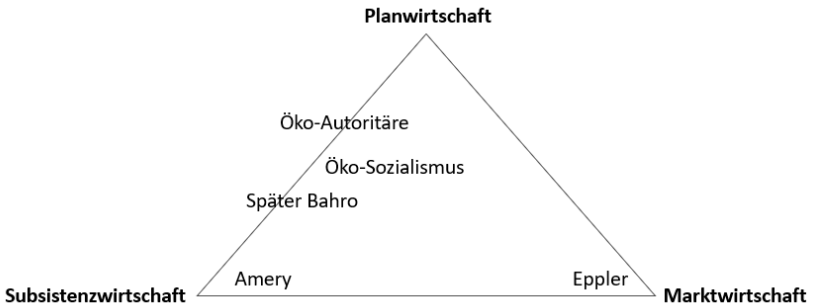 Planwirtschaft
Öko-Autoritäre
Öko-Sozialismus
Später Bahro
Amery
Eppler
Subsistenzwirtschaft
Marktwirtschaft